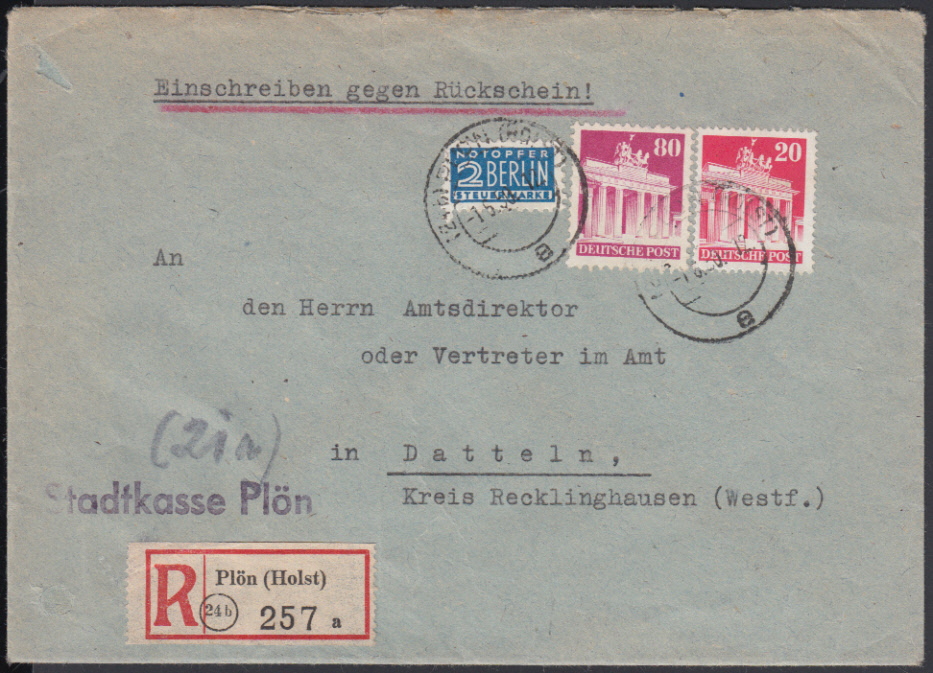 Einschreiben gegen Rückschein!
NOTOPFER
2 BERLIN
STEUERMARKE
80
DEUTSCHE POST
20
DEUTSCHE POST
a
a
An
den Herrn Amtsdirektor
oder Vertreter im Amt
in Datteln,
Kreis Recklinghausen (Westf.)
(21a)
Stadtkasse Plön
R
Plön (Holst)
24b
257 a